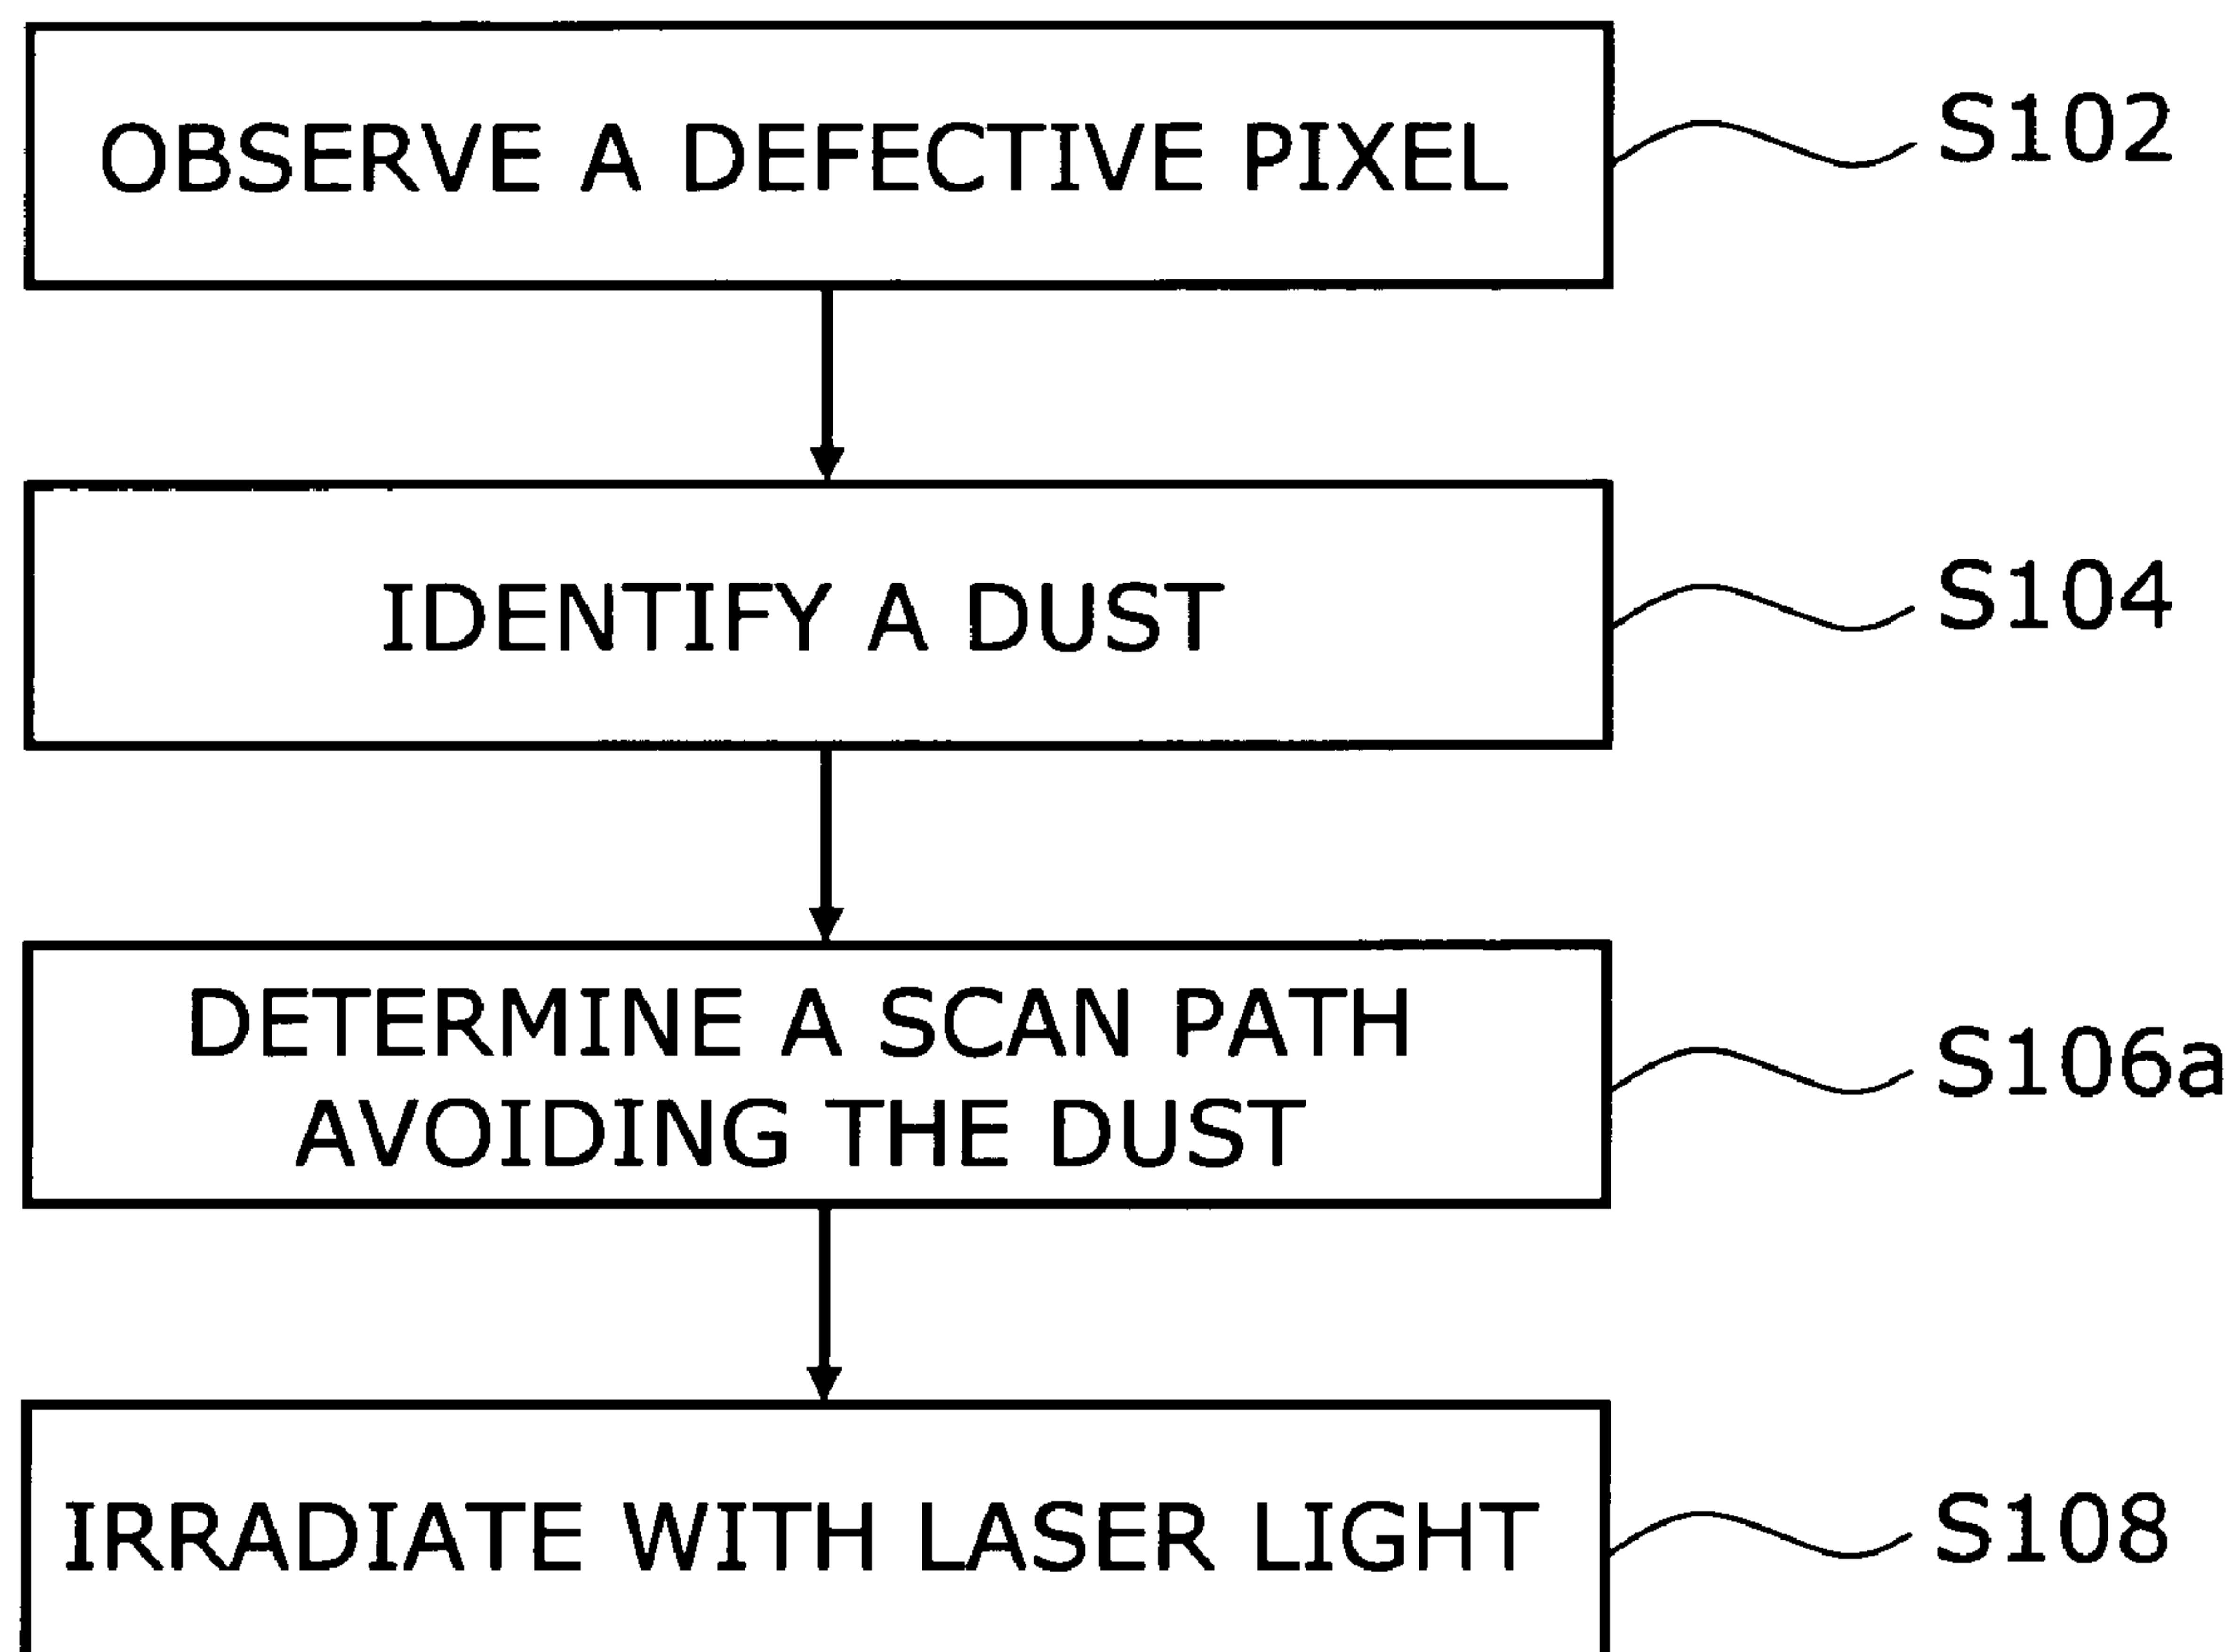 OBSERVE A DEFECTIVE PIXEL
S102
IDENTIFY A DUST
S104
DETERMINE A SCAN PATH
AVOIDING THE DUST
S106a
IRRADIATE WITH LASER LIGHT
S108